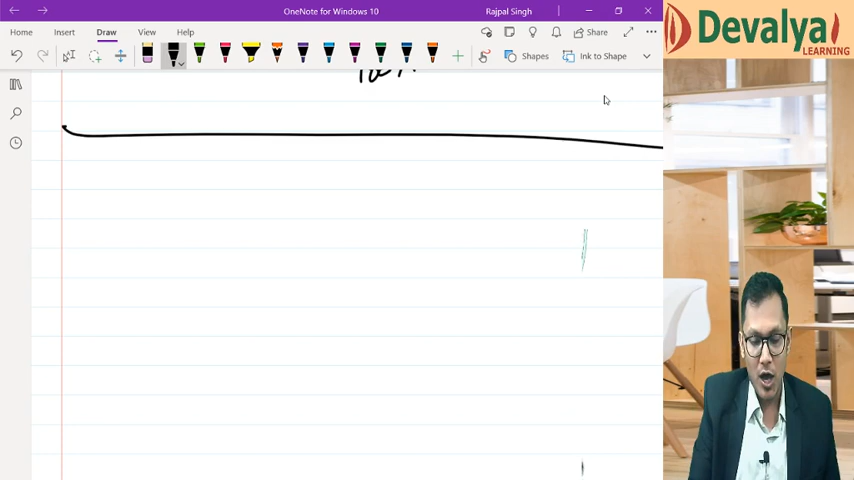 OneNote for Windows 10
Rajpal Singh
Home Insert Draw View Help
Share
Shapes
Ink to Shape
Devalya
LEARNING